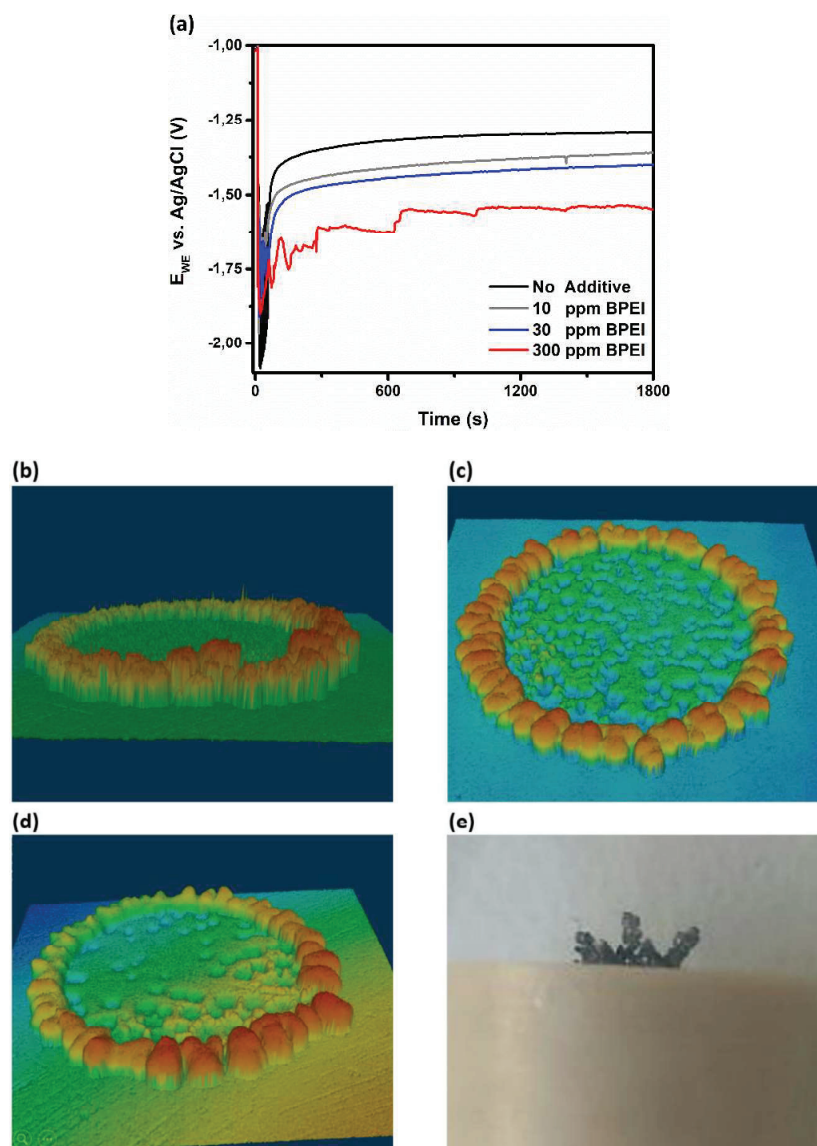 (a)
-1,00
-1,25
-1,50
-1,75
-2,00
E_WE vs. Ag/AgCl (V)
No Additive
10 ppm BPEI
30 ppm BPEI
300 ppm BPEI
0 600 1200 1800
Time (s)
(b)
(c)
(d)
(e)